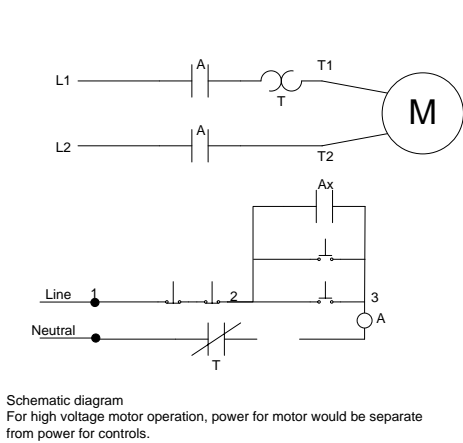 L1
A
T
T1
M
L2
A
T2
Ax
Line
1
2
3
Neutral
T
A
Schematic diagram
For high voltage motor operation, power for motor would be separate
from power for controls.